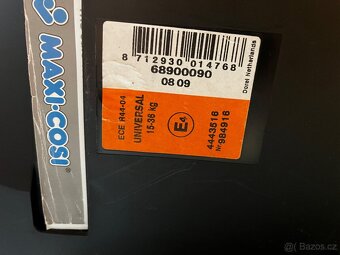 MAXI-COSI
8 712930 014768
68900090
08 09
Dorel Netherlands
ECE R44-04
UNIVERSAL
15-36 kg
E4
4443516
Nr 984916
© Bazos.cz